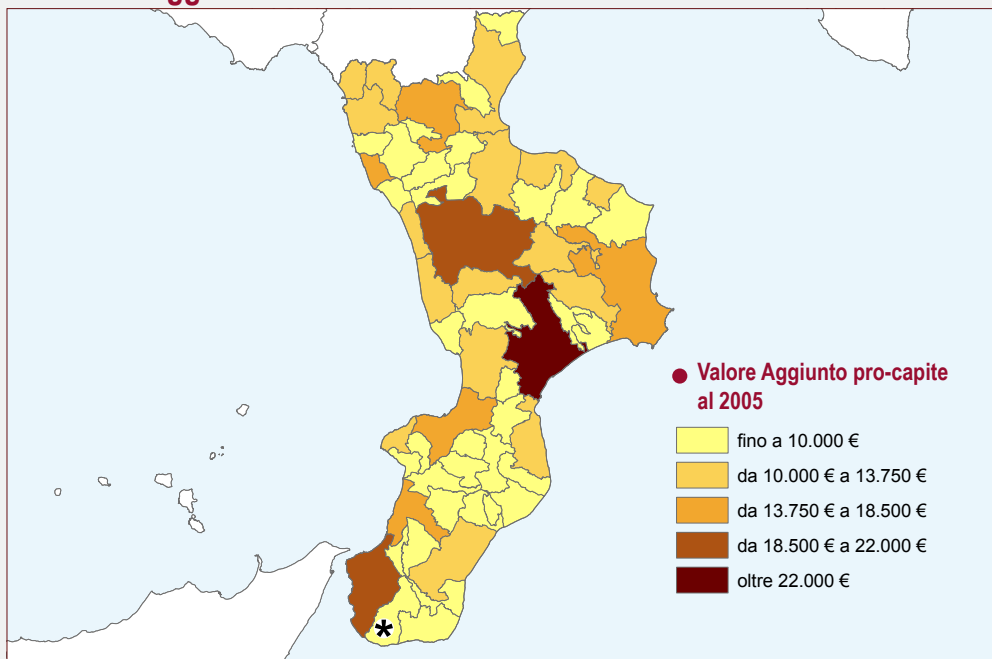 Valore Aggiunto pro-capite
al 2005
fino a 10.000 €
da 10.000 € a 13.750 €
da 13.750 € a 18.500 €
da 18.500 € a 22.000 €
oltre 22.000 €
*